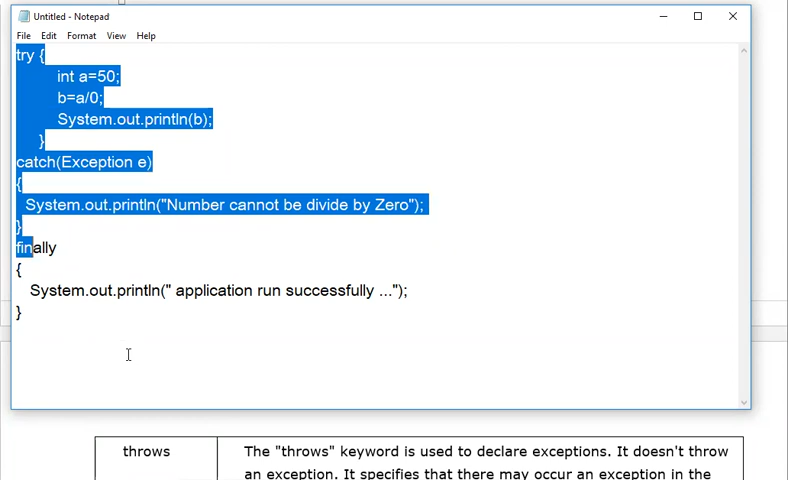 Untitled - Notepad
File Edit Format View Help
try {
int a=50;
b=a/0;
System.out.println(b);
}
catch(Exception e)
{
System.out.println("Number cannot be divide by Zero");
}
finally
{
System.out.println(" application run successfully ...");
}
throws The "throws" keyword is used to declare exceptions. It doesn't throw
an exception. It specifies that there may occur an exception in the